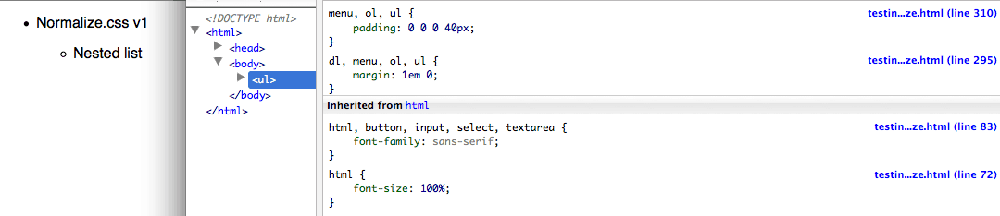 Normalize.css v1
Nested list
<!DOCTYPE html>
<html>
<head>
<body>
<ul>
</body>
</html>
menu, ol, ul { testin...ze.html (line 310)
padding: 0 0 0 40px;
}
dl, menu, ol, ul { testin...ze.html (line 295)
margin: 1em 0;
}
Inherited from html
html, button, input, select, textarea { testin...ze.html (line 83)
font-family: sans-serif;
}
html { testin...ze.html (line 72)
font-size: 100%;
}